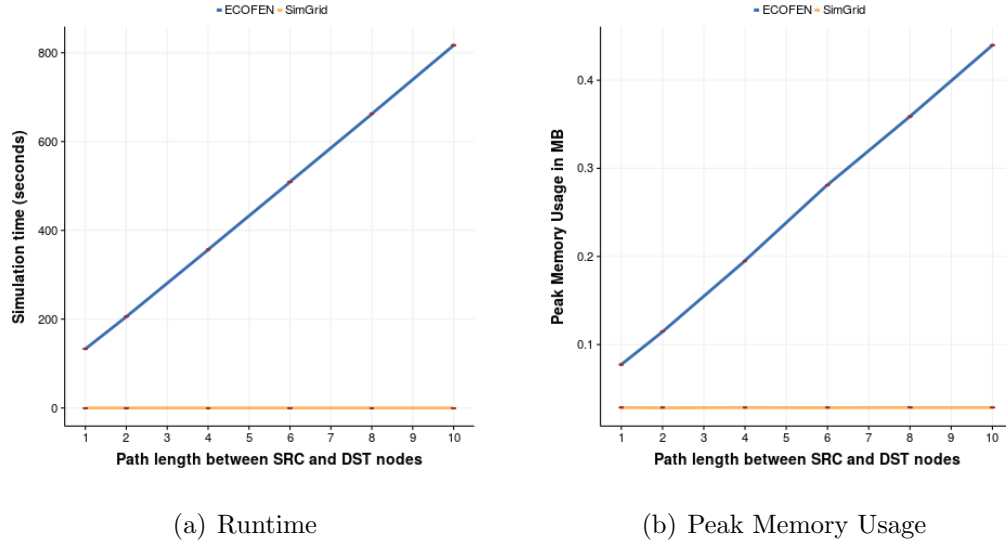 ECOFEN SimGrid
800
600
400
200
0
Simulation time (seconds)
1 2 3 4 5 6 7 8 9 10
Path length between SRC and DST nodes
(a) Runtime
ECOFEN SimGrid
0.4
0.3
0.2
0.1
Peak Memory Usage in MB
1 2 3 4 5 6 7 8 9 10
Path length between SRC and DST nodes
(b) Peak Memory Usage